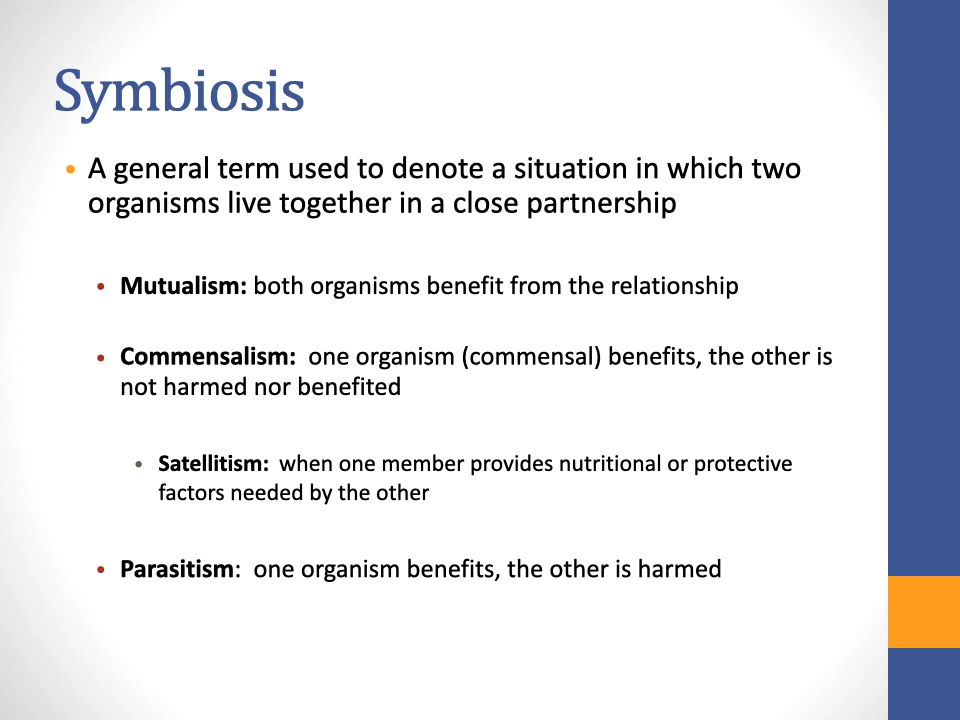 Symbiosis
• A general term used to denote a situation in which two
organisms live together in a close partnership
• Mutualism: both organisms benefit from the relationship
• Commensalism:  one organism (commensal) benefits, the other is
not harmed nor benefited
• Satellitism:  when one member provides nutritional or protective
factors needed by the other
• Parasitism:  one organism benefits, the other is harmed